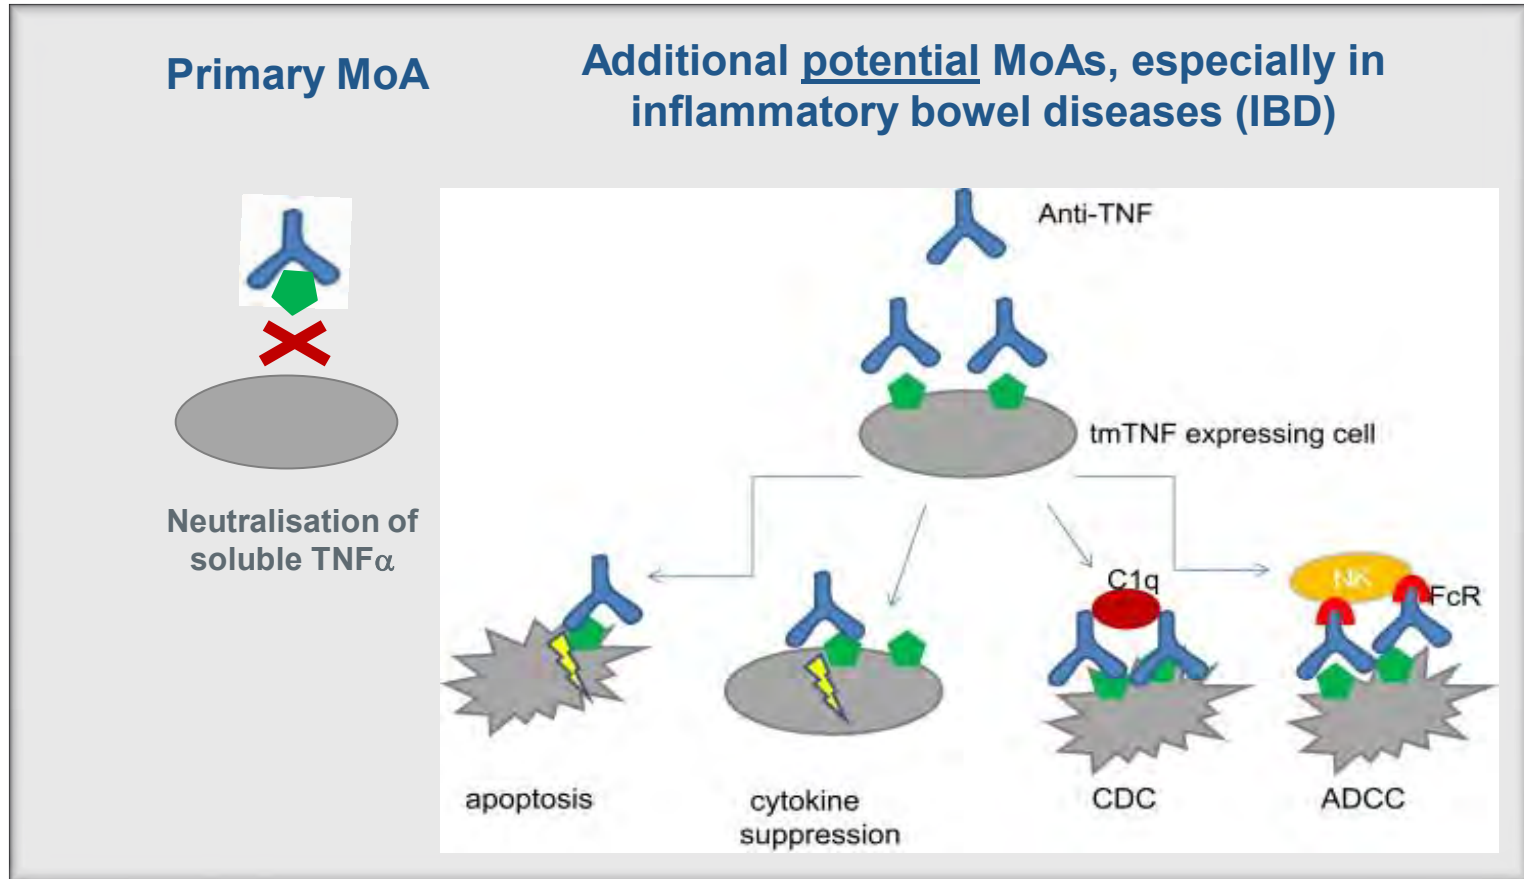 Primary MoA
Additional potential MoAs, especially in
inflammatory bowel diseases (IBD)
Neutralisation of
soluble TNFα
Anti-TNF
tmTNF expressing cell
C1q
NK
FcR
apoptosis
cytokine
suppression
CDC
ADCC